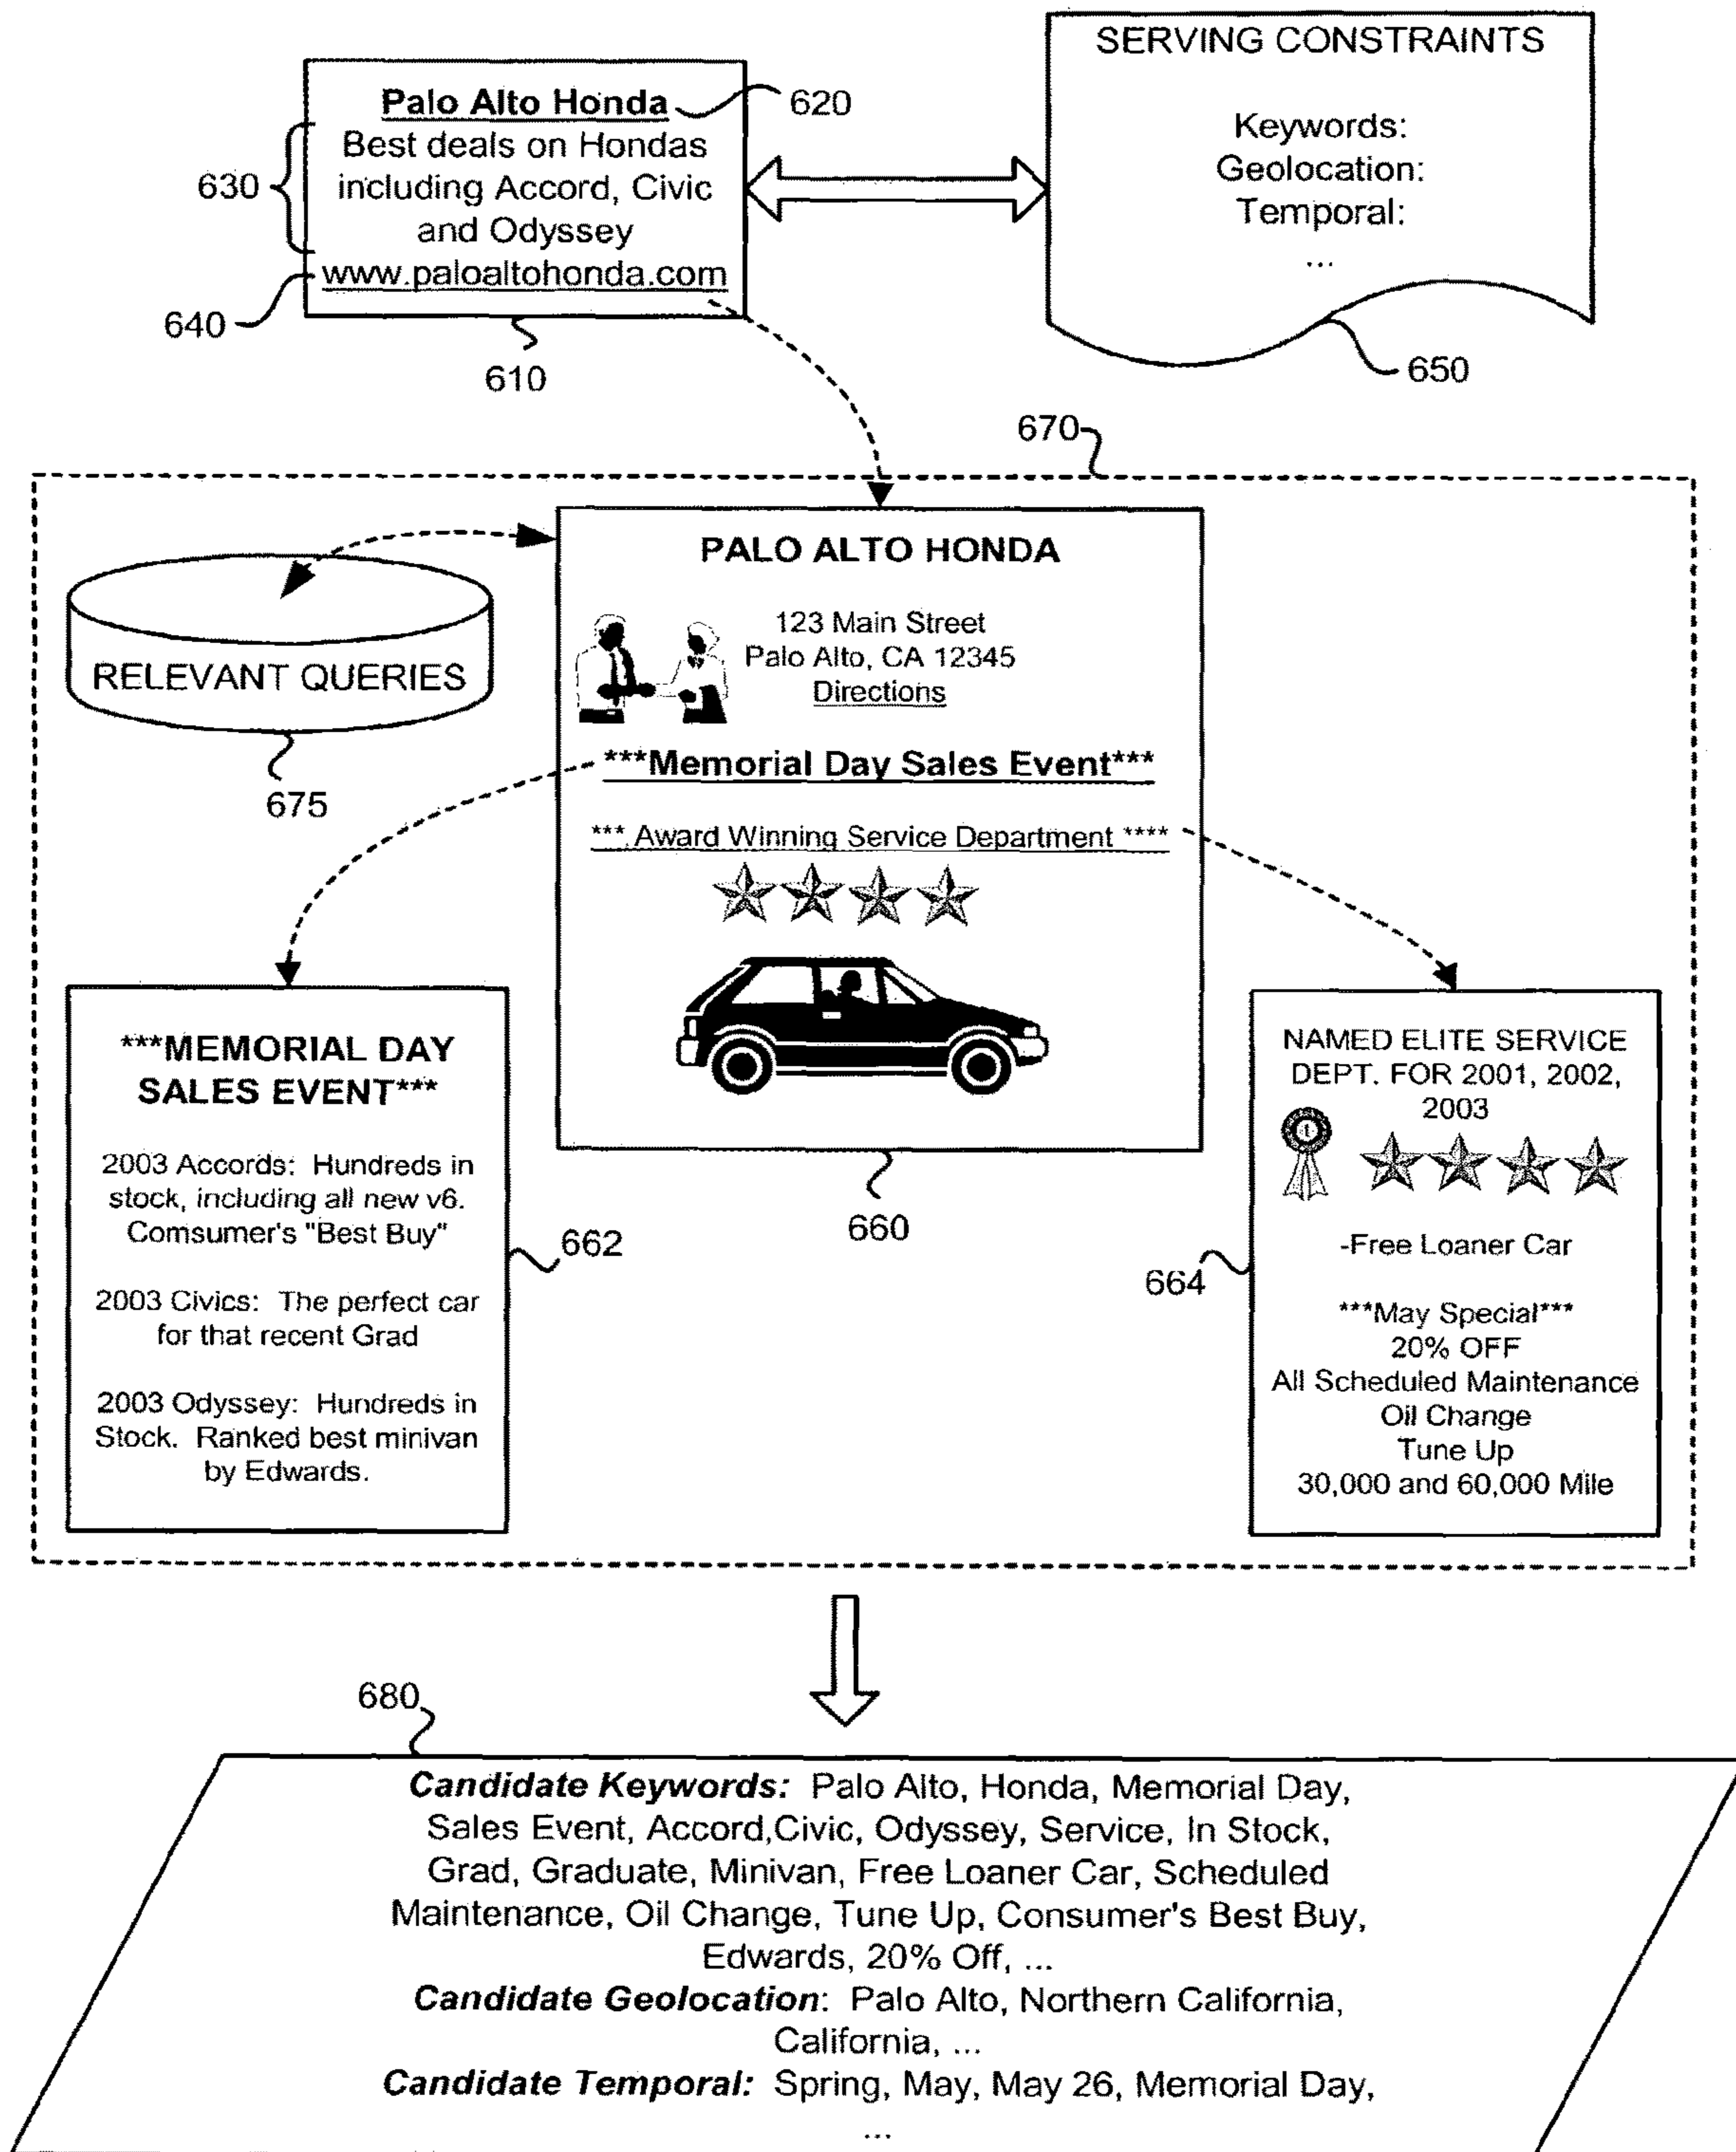 SERVING CONSTRAINTS
Keywords:
Geolocation:
Temporal:
...
650
Palo Alto Honda
620
Best deals on Hondas
including Accord, Civic
and Odyssey
630
www.paloaltohonda.com
640
610
670
PALO ALTO HONDA
123 Main Street
Palo Alto, CA 12345
Directions
***Memorial Day Sales Event***
*** Award Winning Service Department ****
660
RELEVANT QUERIES
675
***MEMORIAL DAY
SALES EVENT***
2003 Accords: Hundreds in
stock, including all new v6.
Comsumer's "Best Buy"
2003 Civics: The perfect car
for that recent Grad
2003 Odyssey: Hundreds in
Stock. Ranked best minivan
by Edwards.
662
NAMED ELITE SERVICE
DEPT. FOR 2001, 2002,
2003
1
-Free Loaner Car
***May Special***
20% OFF
All Scheduled Maintenance
Oil Change
Tune Up
30,000 and 60,000 Mile
664
680
Candidate Keywords: Palo Alto, Honda, Memorial Day,
Sales Event, Accord,Civic, Odyssey, Service, In Stock,
Grad, Graduate, Minivan, Free Loaner Car, Scheduled
Maintenance, Oil Change, Tune Up, Consumer's Best Buy,
Edwards, 20% Off, ...
Candidate Geolocation: Palo Alto, Northern California,
California, ...
Candidate Temporal: Spring, May, May 26, Memorial Day,
...